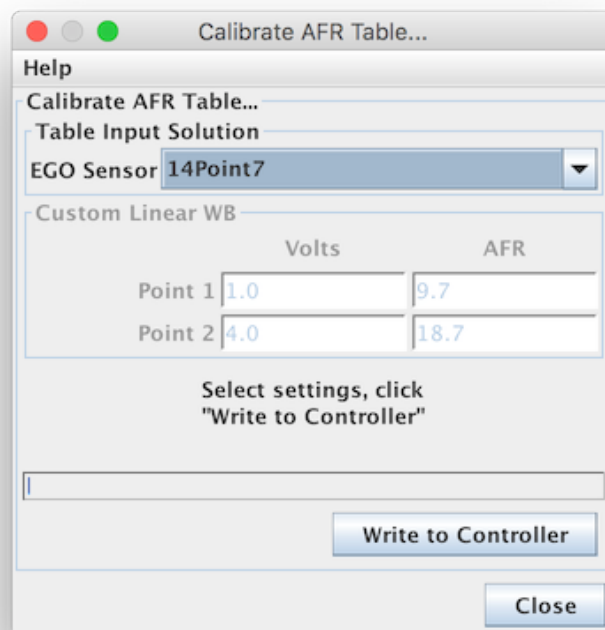 Calibrate AFR Table...
Help
Calibrate AFR Table...
Table Input Solution
EGO Sensor 14Point7
Custom Linear WB
Volts AFR
Point 1 1.0 9.7
Point 2 4.0 18.7
Select settings, click
"Write to Controller"
Write to Controller
Close